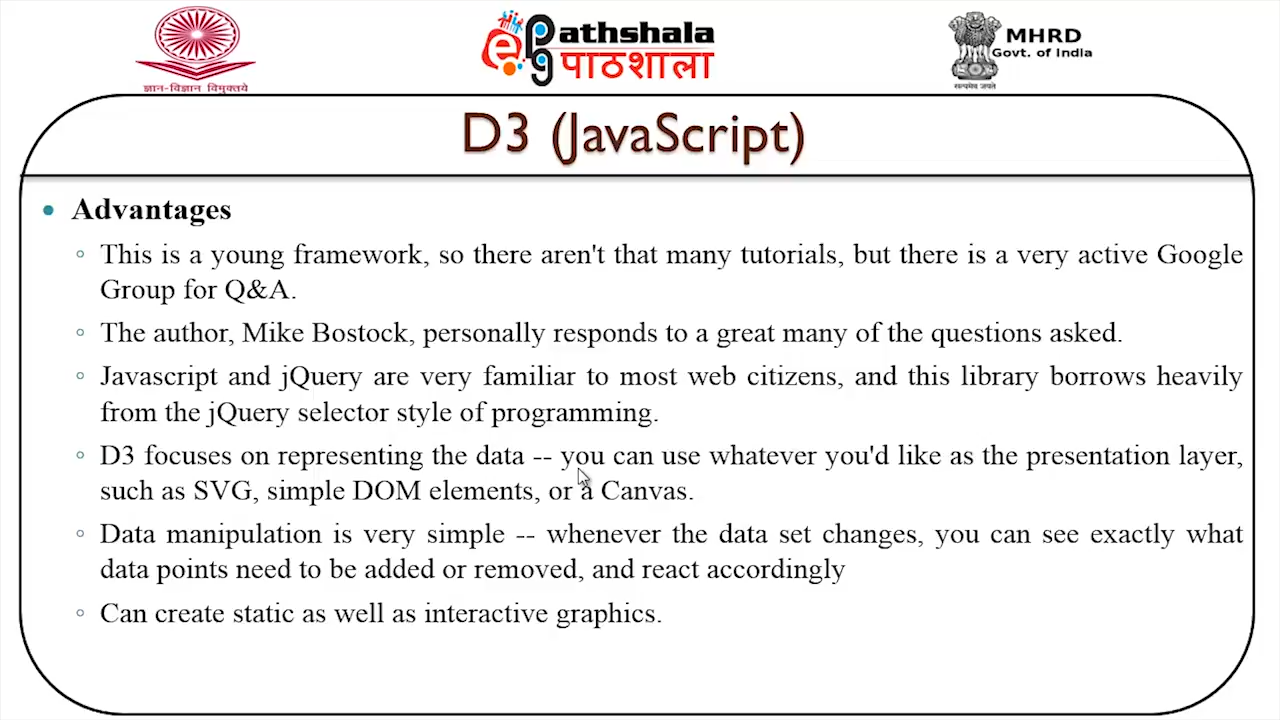 ज्ञान-विज्ञान विमुक्तये
ePathshala
पाठशाला
MHRD
Govt. of India
सत्यमेव जयते
D3 (JavaScript)
• Advantages
◦ This is a young framework, so there aren't that many tutorials, but there is a very active Google
Group for Q&A.
◦ The author, Mike Bostock, personally responds to a great many of the questions asked.
◦ Javascript and jQuery are very familiar to most web citizens, and this library borrows heavily
from the jQuery selector style of programming.
◦ D3 focuses on representing the data -- you can use whatever you'd like as the presentation layer,
such as SVG, simple DOM elements, or a Canvas.
◦ Data manipulation is very simple -- whenever the data set changes, you can see exactly what
data points need to be added or removed, and react accordingly
◦ Can create static as well as interactive graphics.